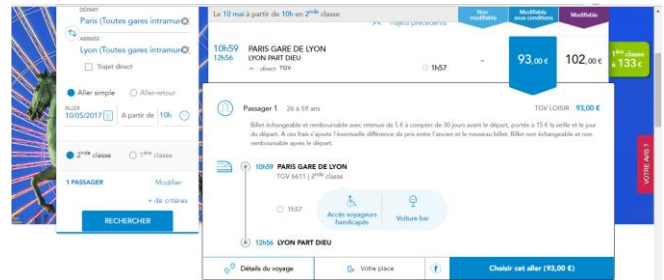 DÉPART
Paris (Toutes gares intramur
ARRIVÉE
Lyon (Toutes gares intramur
Trajet direct
Aller simple Aller-retour
ALLER
10/05/2017 A partir de 10h
2nde classe 1ère classe
1 PASSAGER Modifier
+ de critères
RECHERCHER
Le 10 mai à partir de 10h en 2nde classe
Non modifiable
Modifiable sous conditions
Modifiable
Trajets précédents
10h59 PARIS GARE DE LYON
12h56 LYON PART DIEU
direct TGV
1h57
-
93,00 €
102,00 €
1ère classe
à 133€
Passager 1 26 à 59 ans
TGV LOISIR 93,00 €
Billet échangeable et remboursable avec retenue de 5 € à compter de 30 jours avant le départ, portée à 15 € la veille et le jour
du départ. A ces frais s'ajoute l'éventuelle différence de prix entre l'ancien et le nouveau billet. Billet non échangeable et non
remboursable après le départ.
10h59 PARIS GARE DE LYON
TGV 6611 | 2nde classe
1h57
Accès voyageurs
handicapés
Voiture bar
12h56 LYON PART DIEU
Détails du voyage
Votre place
f
Choisir cet aller (93,00 €)
VOTRE AVIS ?